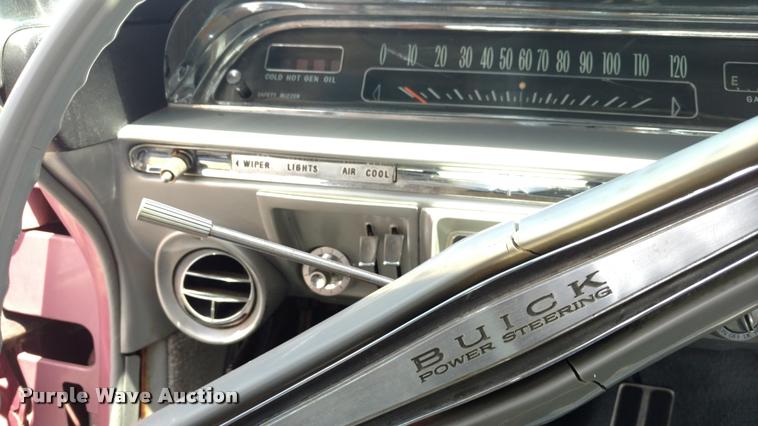 0 10 20 30 40 50 60 70 80 90 100 110 120
E
COLD HOT GEN OIL
SAFETY BUZZER
WIPER LIGHTS AIR COOL
BUICK
POWER STEERING
Purple Wave Auction